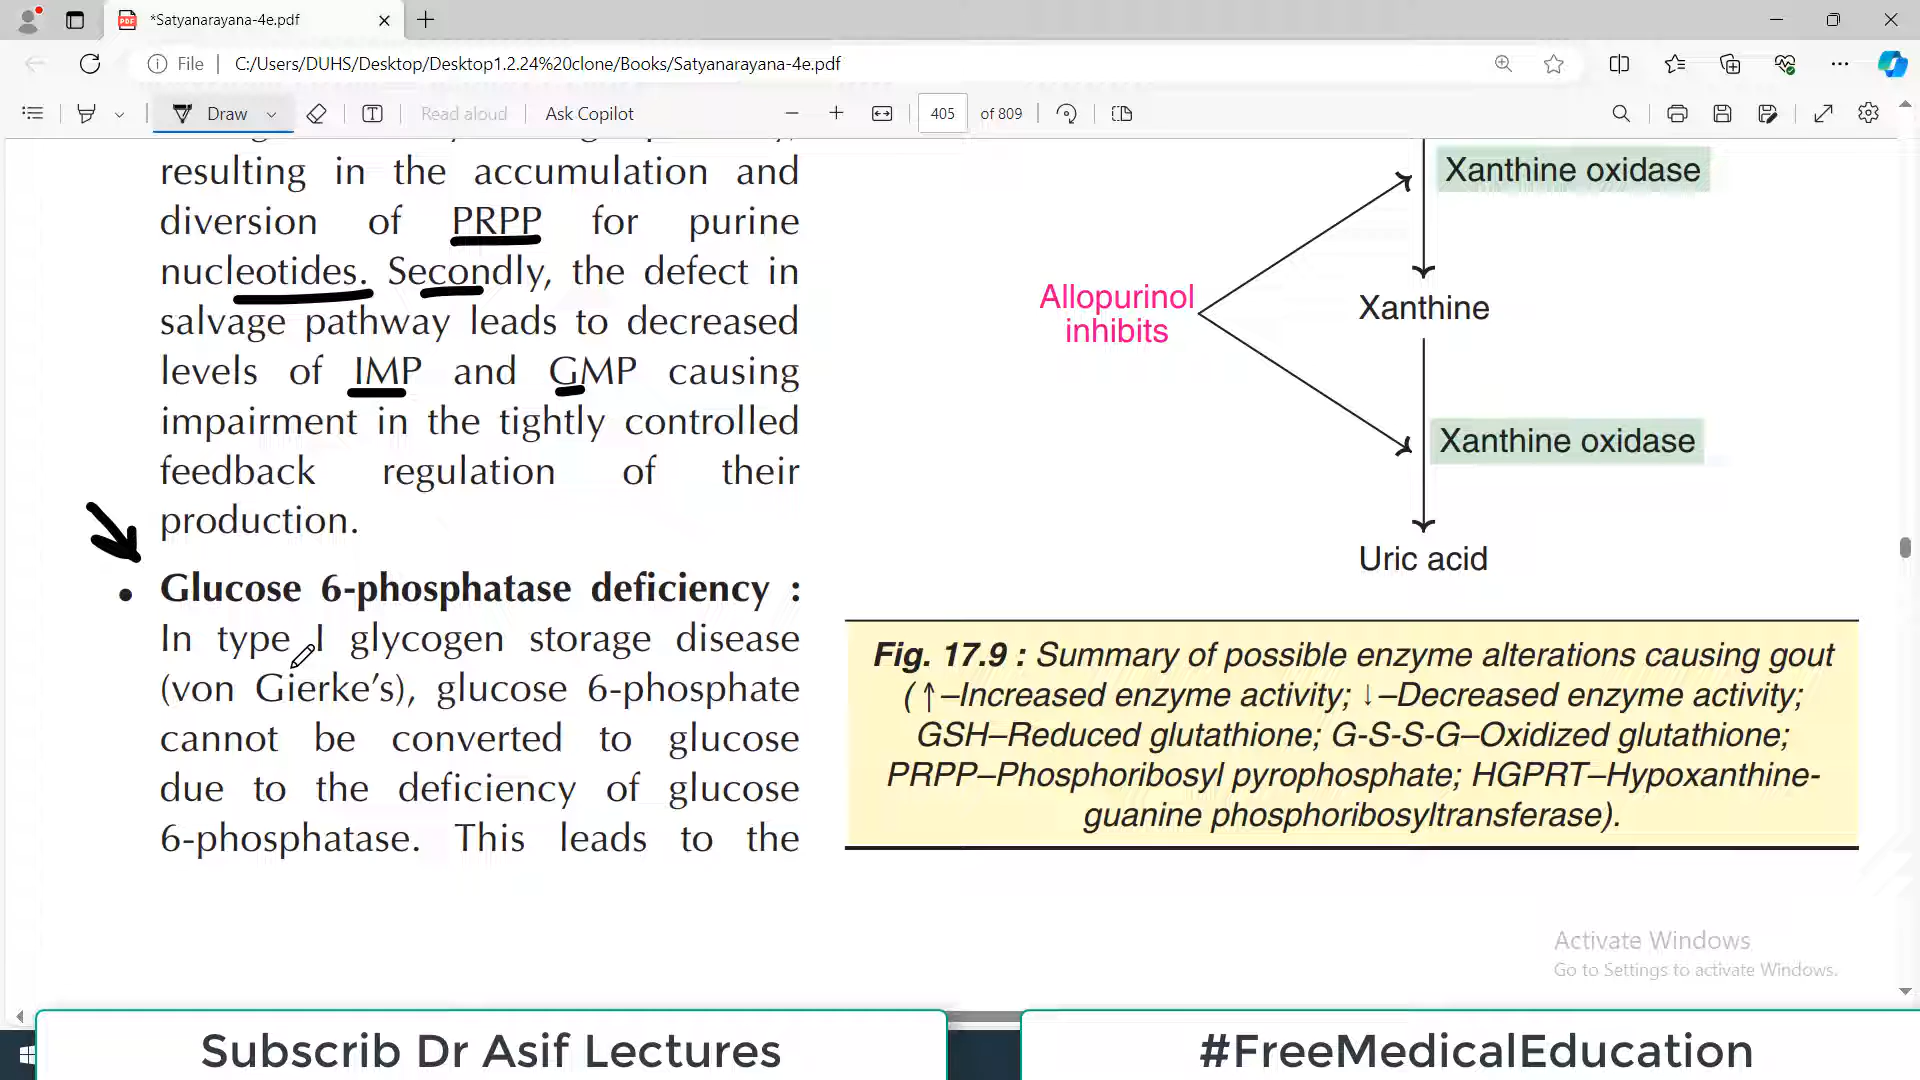 *Satyanarayana-4e.pdf
File
C:/Users/DUHS/Desktop/Desktop1.2.24%20clone/Books/Satyanarayana-4e.pdf
Draw
Read aloud
Ask Copilot
405 of 809
resulting in the accumulation and
diversion of PRPP for purine
nucleotides. Secondly, the defect in
salvage pathway leads to decreased
levels of IMP and GMP causing
impairment in the tightly controlled
feedback regulation of their
production.
• Glucose 6-phosphatase deficiency :
In type I glycogen storage disease
(von Gierke's), glucose 6-phosphate
cannot be converted to glucose
due to the deficiency of glucose
6-phosphatase. This leads to the
Xanthine oxidase
Allopurinol
inhibits
Xanthine
Xanthine oxidase
Uric acid
Fig. 17.9 : Summary of possible enzyme alterations causing gout
(↑–Increased enzyme activity; ↓–Decreased enzyme activity;
GSH–Reduced glutathione; G-S-S-G–Oxidized glutathione;
PRPP–Phosphoribosyl pyrophosphate; HGPRT–Hypoxanthine-
guanine phosphoribosyltransferase).
Activate Windows
Go to Settings to activate Windows.
Subscrib Dr Asif Lectures
#FreeMedicalEducation